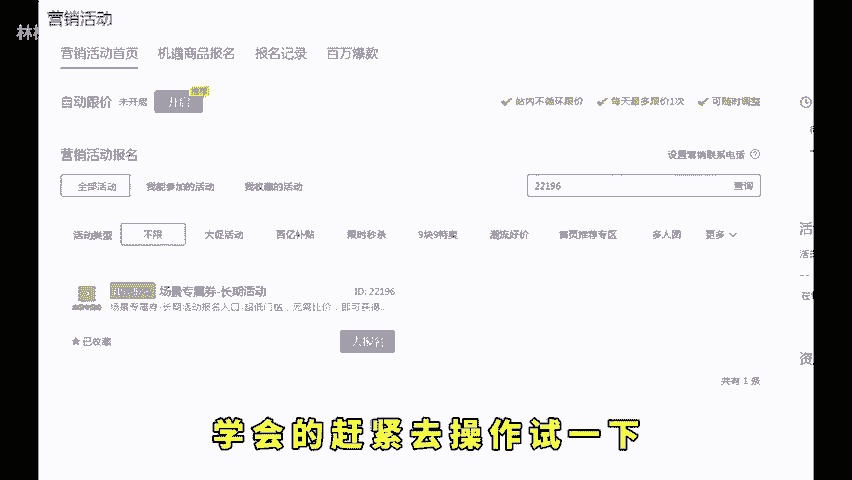 营销活动
林
营销活动首页 机遇商品报名 报名记录 百万爆款
自动跟价 未开启 开启 推荐
站内不循环跟价 每天最多跟价1次 可随时调整
营销活动报名 设置营销联系电话
全部活动 我能参加的活动 我收藏的活动
22196 查询
活动类型 不限 大促活动 百亿补贴 限时秒杀 9块9特卖 潮流好价 首页推荐专区 多人团 更多
场景专属券-长期活动 ID: 22196
场景专属券-长期活动报名入口-超低门槛，无需比价，即可获得...
已收藏 去报名
共有 1 条
学会的赶紧去操作试一下